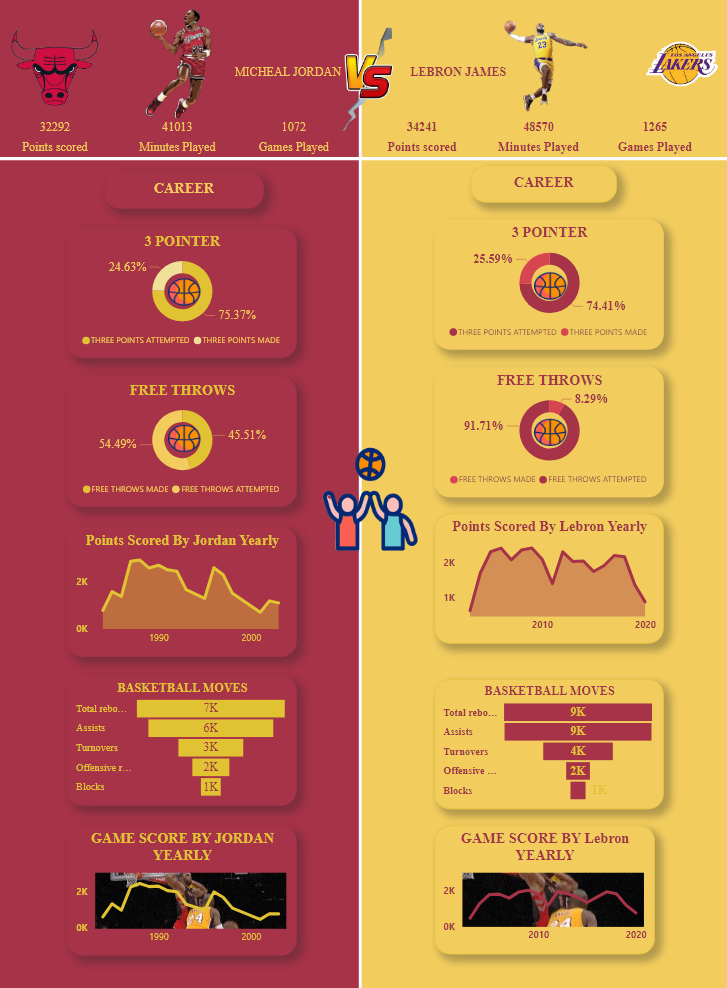 MICHEAL JORDAN
VS
LEBRON JAMES
LOS ANGELES
LAKERS
32292
Points scored
41013
Minutes Played
1072
Games Played
34241
Points scored
48570
Minutes Played
1265
Games Played
CAREER
3 POINTER
24.63%
75.37%
THREE POINTS ATTEMPTED THREE POINTS MADE
FREE THROWS
54.49%
45.51%
FREE THROWS MADE FREE THROWS ATTEMPTED
Points Scored By Jordan Yearly
2K
0K
1990 2000
BASKETBALL MOVES
Total rebo... 7K
Assists 6K
Turnovers 3K
Offensive r... 2K
Blocks 1K
GAME SCORE BY JORDAN
YEARLY
2K
0K
1990 2000
CAREER
3 POINTER
25.59%
74.41%
THREE POINTS ATTEMPTED THREE POINTS MADE
FREE THROWS
8.29%
91.71%
FREE THROWS MADE FREE THROWS ATTEMPTED
Points Scored By Lebron Yearly
2K
1K
2010 2020
BASKETBALL MOVES
Total rebo... 9K
Assists 9K
Turnovers 4K
Offensive ... 2K
Blocks 1K
GAME SCORE BY Lebron
YEARLY
2K
0K
2010 2020